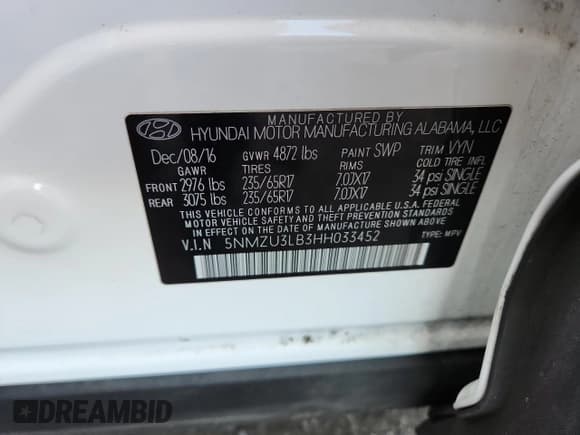 MANUFACTURED BY
HYUNDAI MOTOR MANUFACTURING ALABAMA, LLC
Dec/08/16 GVWR 4872 lbs PAINT SWP TRIM VYN
GAWR TIRES RIMS COLD TIRE INFL
FRONT 2976 lbs 235/65R17 7.0JX17 34 psi SINGLE
REAR 3075 lbs 235/65R17 7.0JX17 34 psi SINGLE
THIS VEHICLE CONFORMS TO ALL APPLICABLE U.S.A FEDERAL
MOTOR VEHICLE SAFETY, BUMPER, AND THEFT PREVENTION STANDARDS
IN EFFECT ON THE DATE OF MANUFACTURE SHOWN ABOVE.
V.I.N 5NMZU3LB3HH033452 TYPE: MPV
DREAMBID